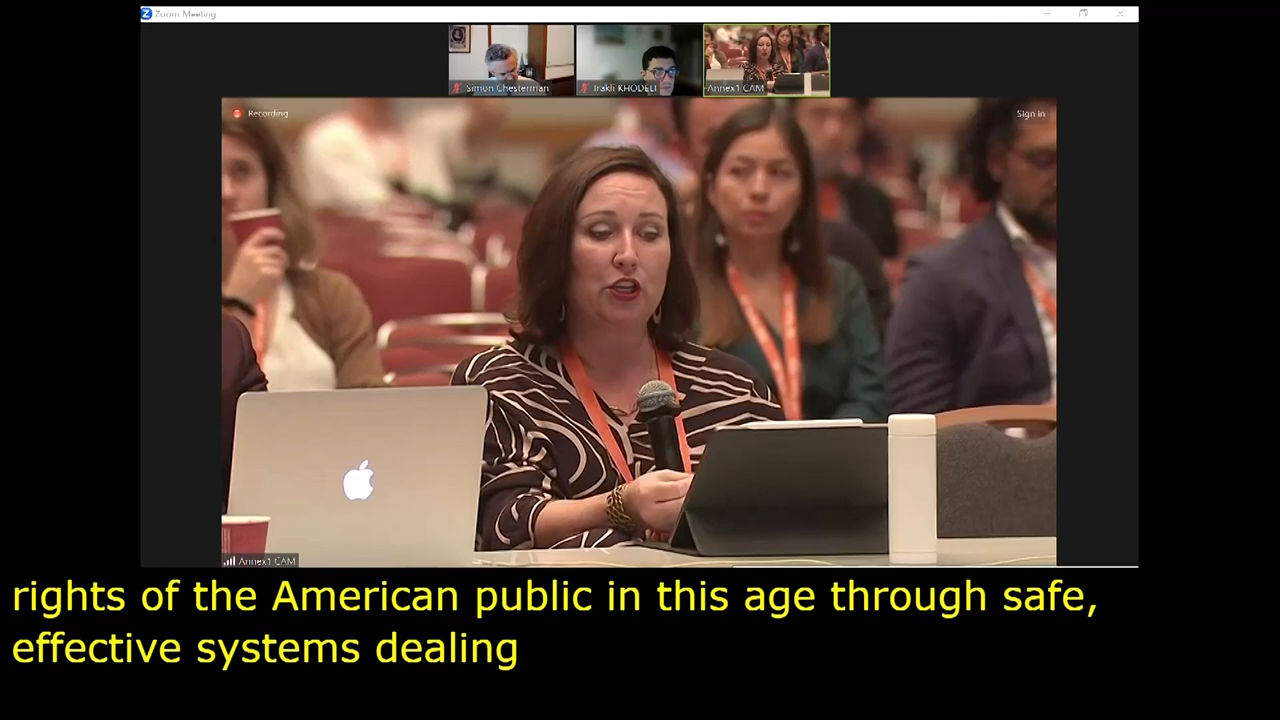 Zoom Meeting
Simon Chesterman
Irakli KHODELI
Annex1 CAM
Recording
Sign in
Annex1 CAM
rights of the American public in this age through safe,
effective systems dealing